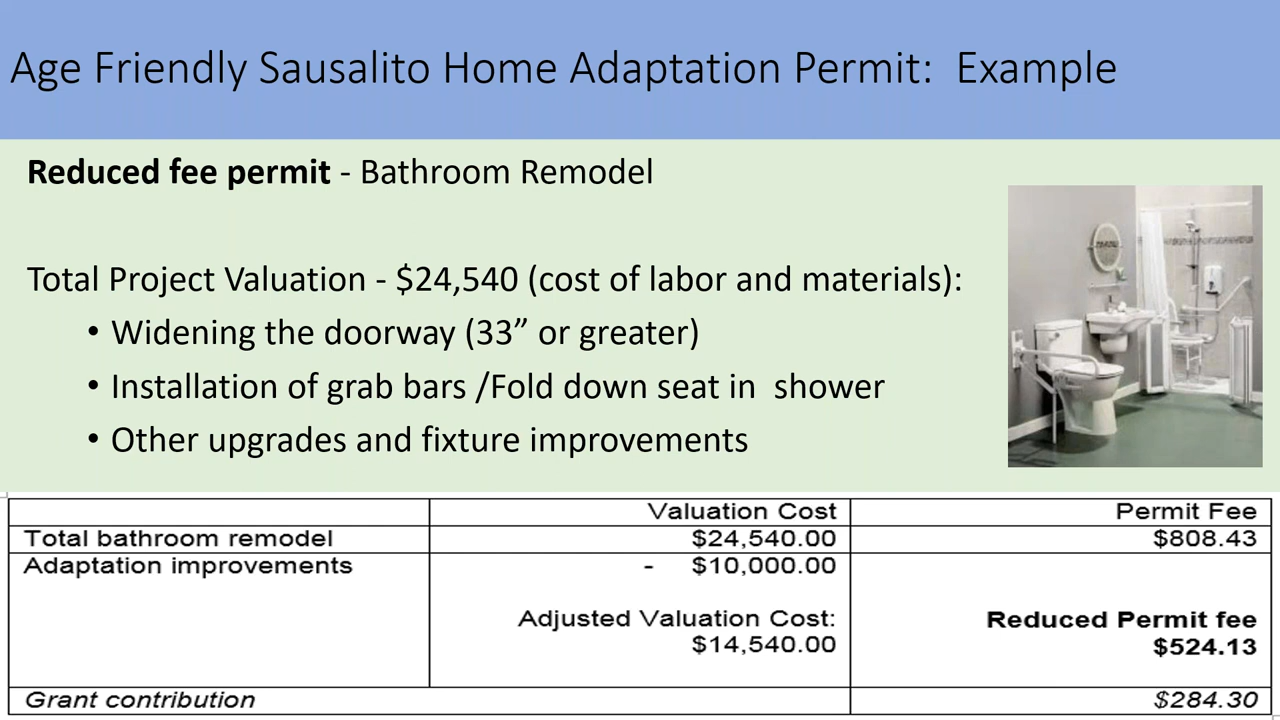 Age Friendly Sausalito Home Adaptation Permit:  Example
Reduced fee permit - Bathroom Remodel
Total Project Valuation - $24,540 (cost of labor and materials):
• Widening the doorway (33” or greater)
• Installation of grab bars /Fold down seat in  shower
• Other upgrades and fixture improvements
Valuation Cost Permit Fee
Total bathroom remodel $24,540.00 $808.43
Adaptation improvements - $10,000.00
Adjusted Valuation Cost: Reduced Permit fee
$14,540.00 $524.13
Grant contribution $284.30